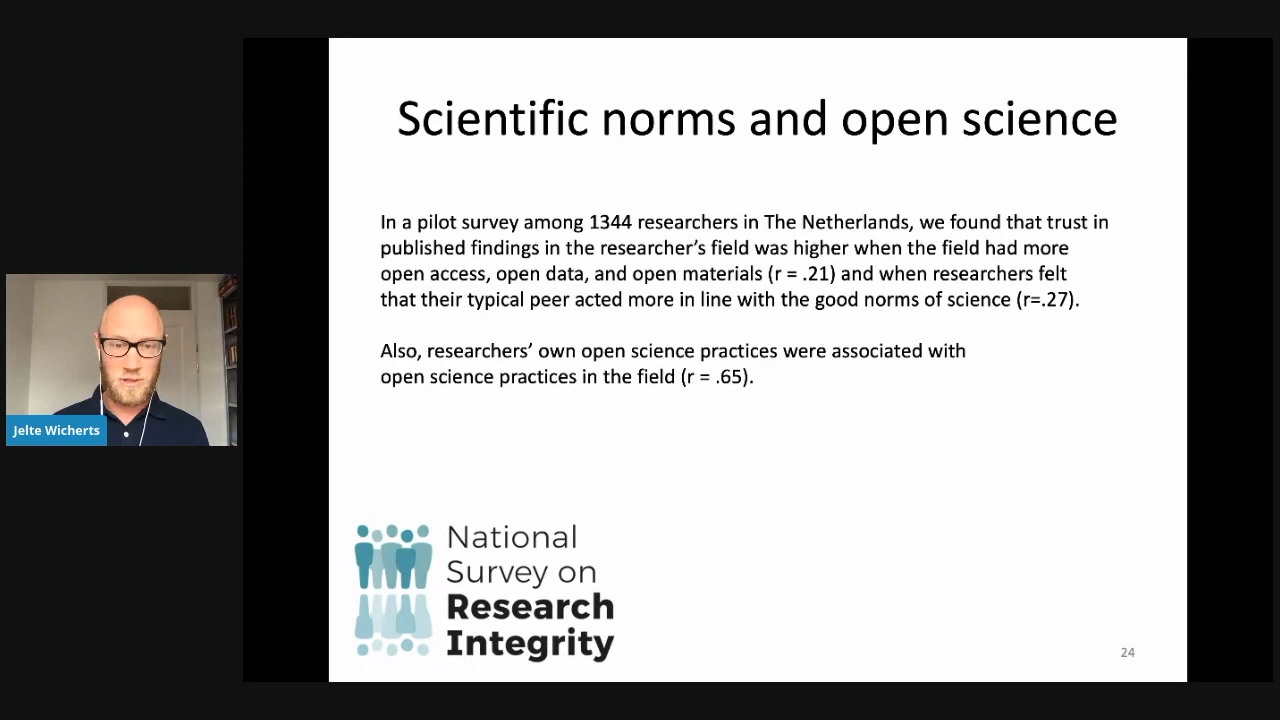 Scientific norms and open science
In a pilot survey among 1344 researchers in The Netherlands, we found that trust in
published findings in the researcher’s field was higher when the field had more
open access, open data, and open materials (r = .21) and when researchers felt
that their typical peer acted more in line with the good norms of science (r=.27).
Also, researchers’ own open science practices were associated with
open science practices in the field (r = .65).
Jelte Wicherts
National
Survey on
Research
Integrity
24